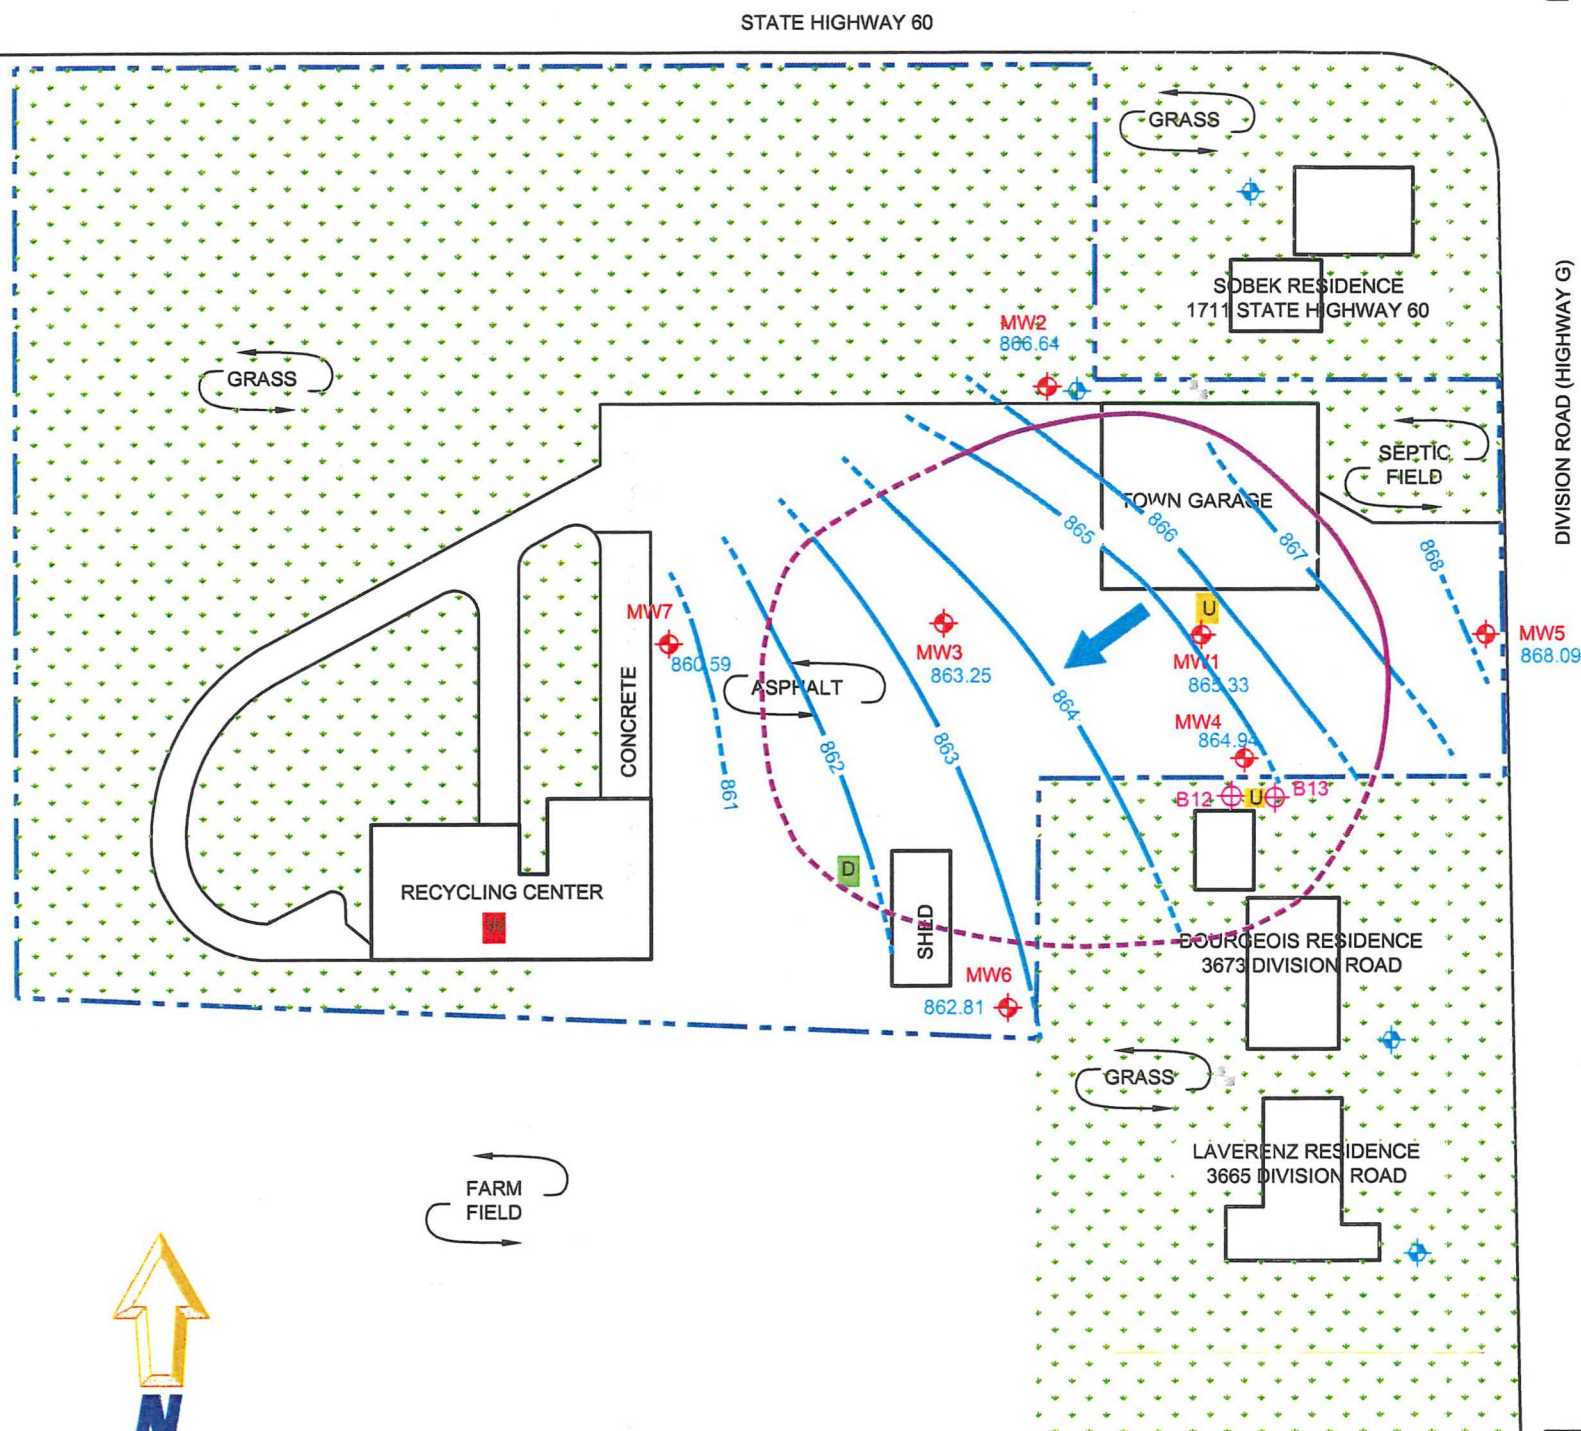 STATE HIGHWAY 60
GRASS
SOBEK RESIDENCE
1711 STATE HIGHWAY 60
DIVISION ROAD (HIGHWAY G)
MW2
866.64
GRASS
SEPTIC
FIELD
TOWN GARAGE
865
866
867
868
U
MW7
860.59
MW3
863.25
MW1
865.33
MW5
868.09
ASPHALT
CONCRETE
864
MW4
864.94
862
863
861
B12
U
B13
D
RECYCLING CENTER
SHED
BOURGEOIS RESIDENCE
3673 DIVISION ROAD
MW6
862.81
GRASS
LAVERENZ RESIDENCE
3665 DIVISION ROAD
FARM
FIELD
N